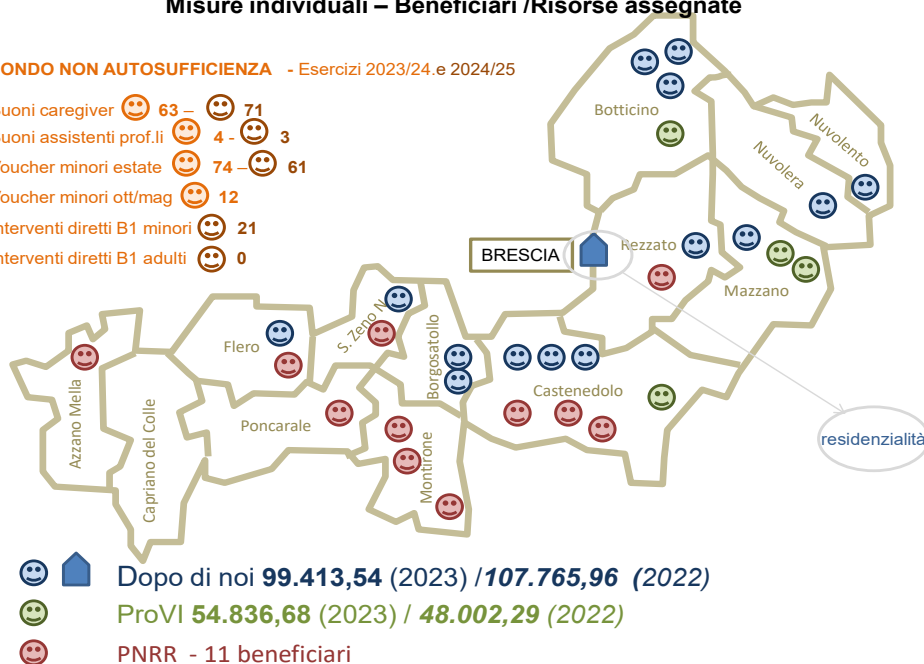 Misure individuali – Beneficiari /Risorse assegnate
ONDO NON AUTOSUFFICIENZA - Esercizi 2023/24.e 2024/25
uoni caregiver 63 – 71
uoni assistenti prof.li 4 - 3
oucher minori estate 74 – 61
oucher minori ott/mag 12
nterventi diretti B1 minori 21
nterventi diretti B1 adulti 0
Botticino
Nuvolento
Nuvolera
BRESCIA
Rezzato
Mazzano
S. Zeno N.
Flero
Borgosatollo
Castenedolo
Azzano Mella
Capriano del Colle
Poncarale
Montirone
residenzialità
Dopo di noi 99.413,54 (2023) /107.765,96 (2022)
ProVI 54.836,68 (2023) / 48.002,29 (2022)
PNRR - 11 beneficiari